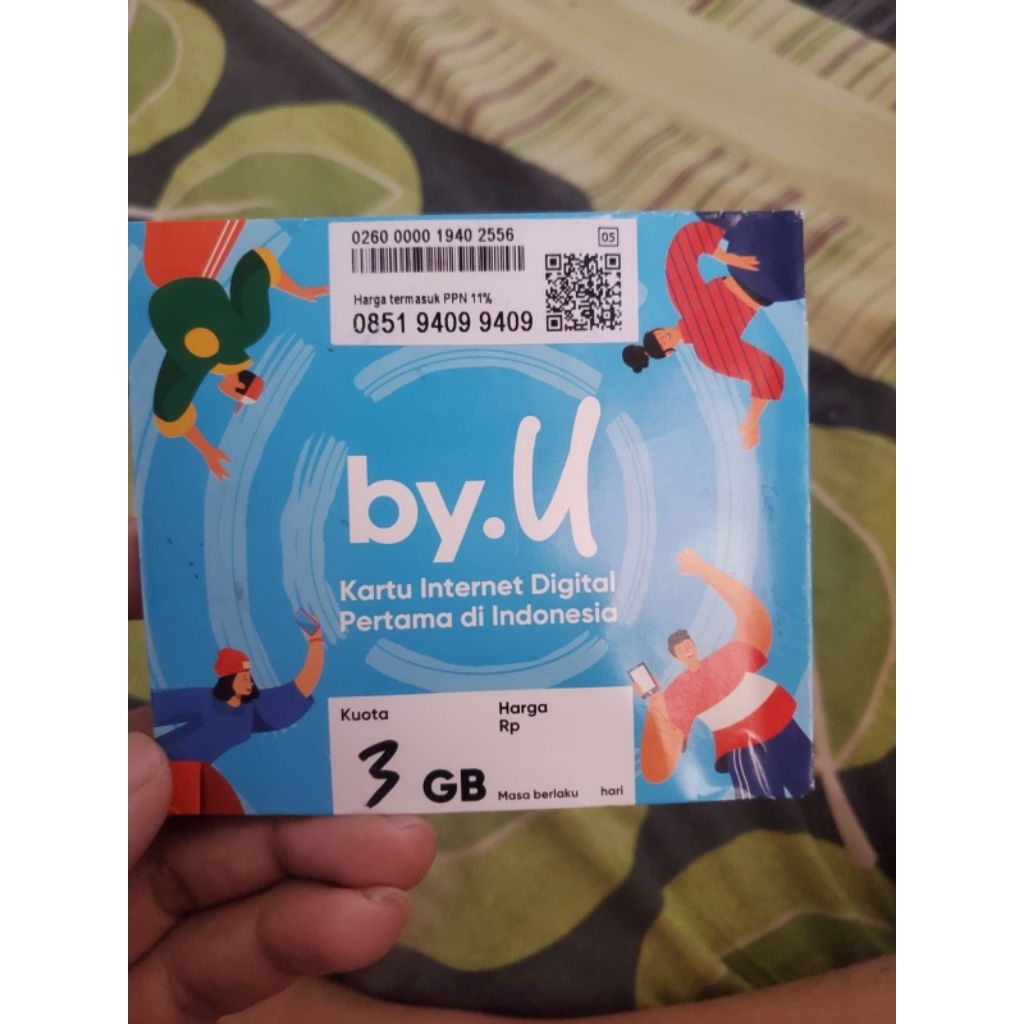 0260 0000 1940 2556
05
Harga termasuk PPN 11%
0851 9409 9409
by.U
Kartu Internet Digital
Pertama di Indonesia
Kuota
3 GB
Harga
Rp
Masa berlaku hari